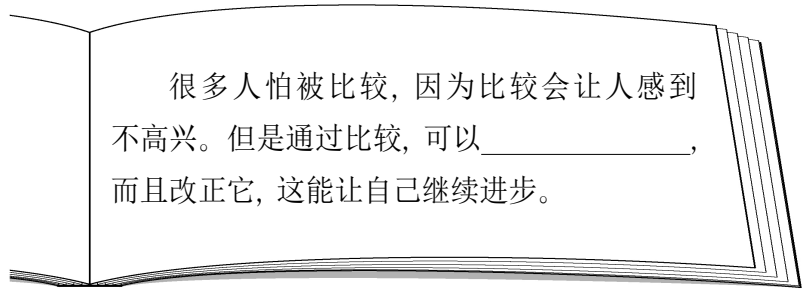 很多人怕被比较, 因为比较会让人感到
不高兴。但是通过比较, 可以_______________,
而且改正它, 这能让自己继续进步。